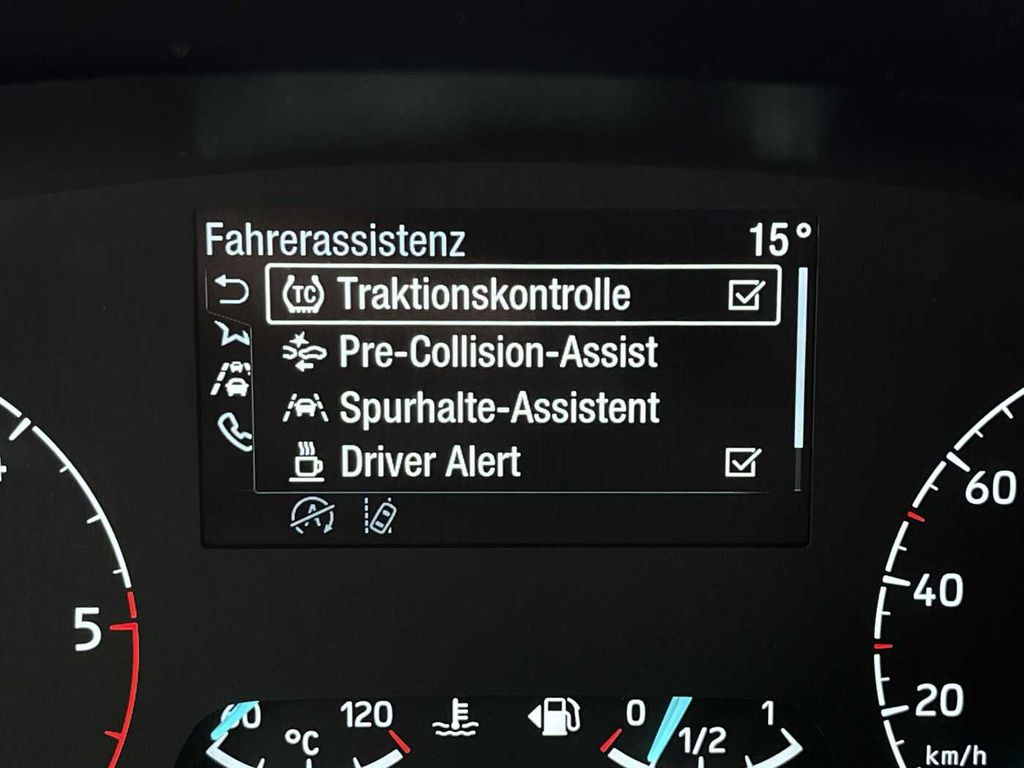 Fahrerassistenz 15°
TC Traktionskontrolle
Pre-Collision-Assist
Spurhalte-Assistent
Driver Alert
A
60
40
20
km/h
5
60 120
°C
0 1/2 1